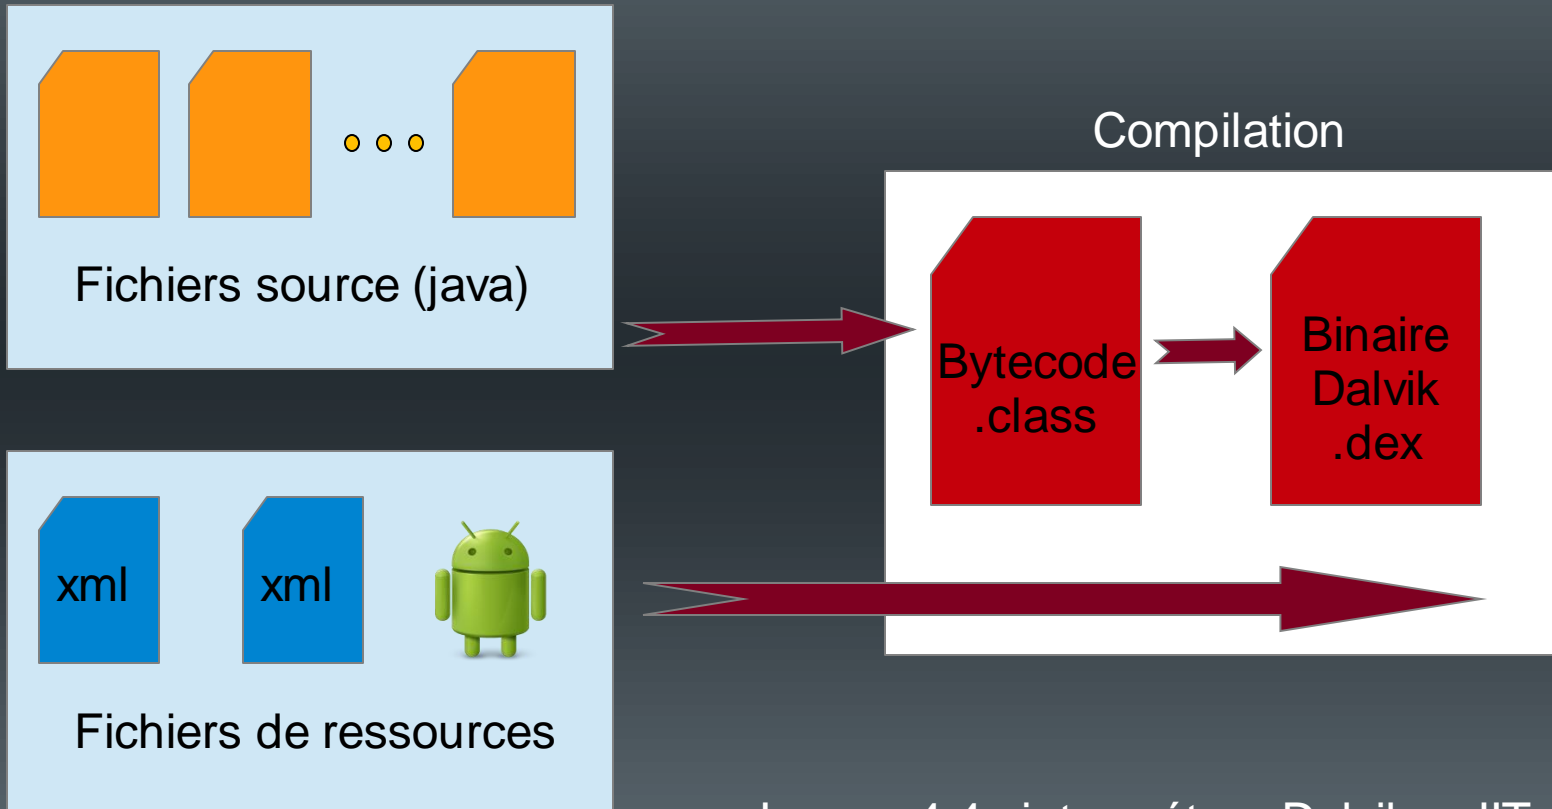 Fichiers source (java)
Compilation
Bytecode
.class
Binaire
Dalvik
.dex
xml
xml
Fichiers de ressources